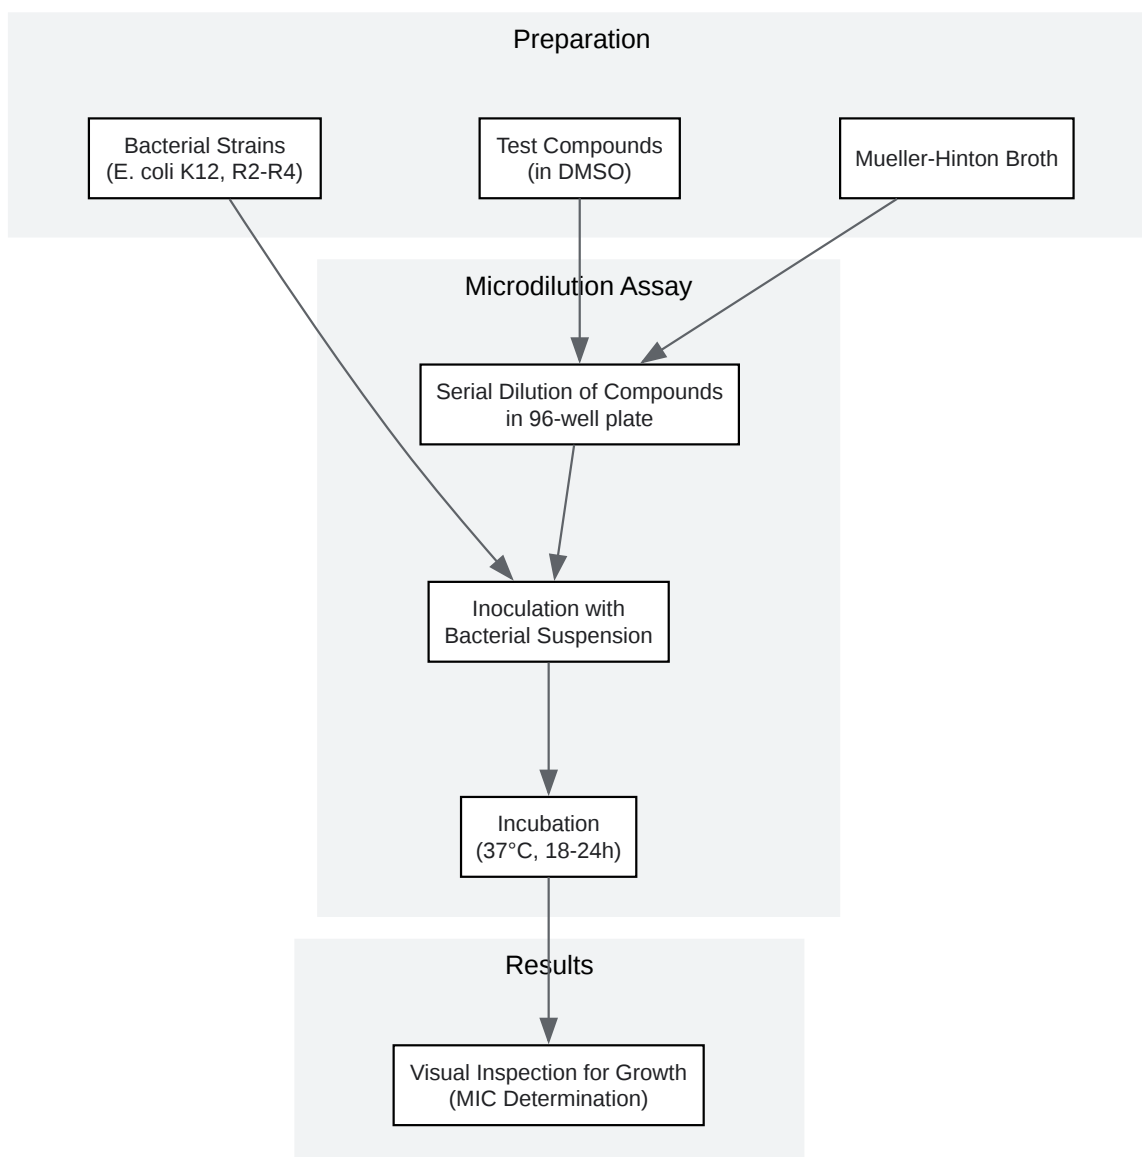 Preparation
Bacterial Strains
(E. coli K12, R2-R4)
Test Compounds
(in DMSO)
Mueller-Hinton Broth
Microdilution Assay
Serial Dilution of Compounds
in 96-well plate
Inoculation with
Bacterial Suspension
Incubation
(37°C, 18-24h)
Results
Visual Inspection for Growth
(MIC Determination)